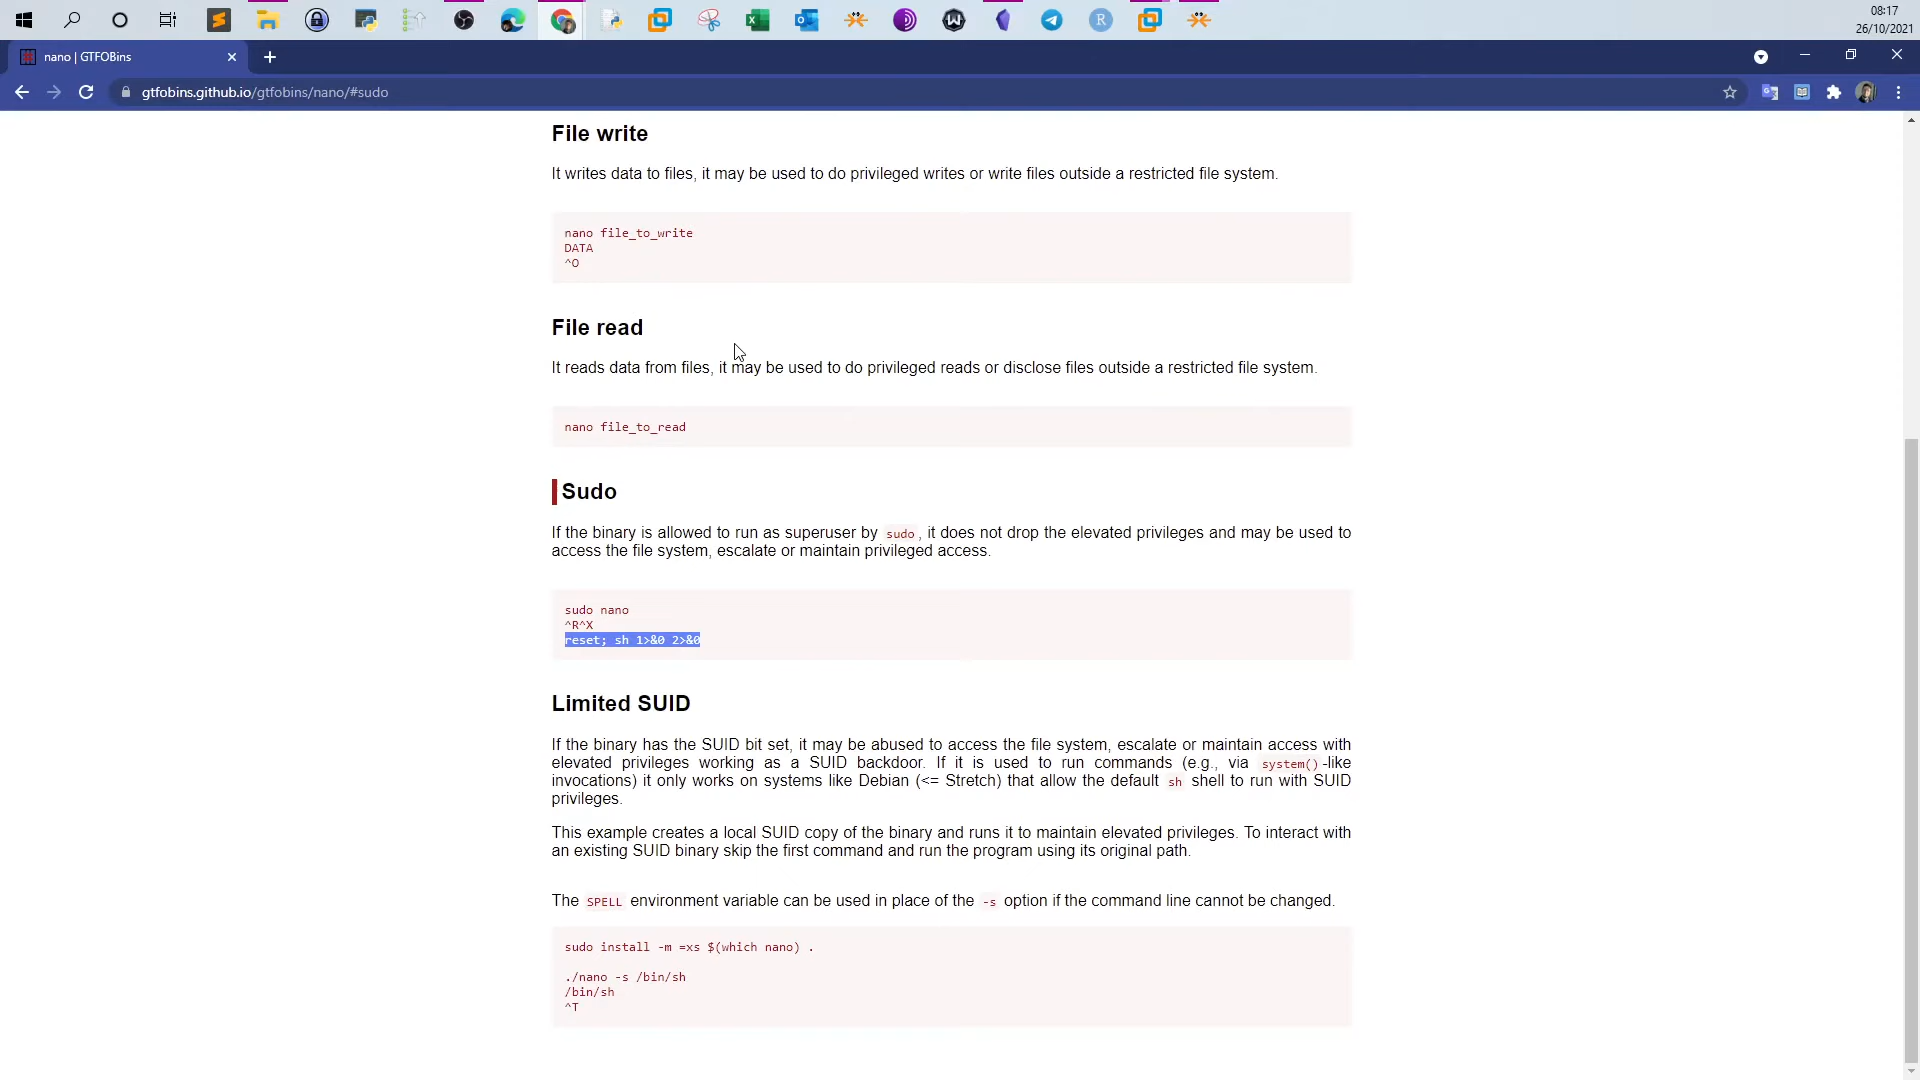 08:17
26/10/2021
nano | GTFOBins
gtfobins.github.io/gtfobins/nano/#sudo
File write
It writes data to files, it may be used to do privileged writes or write files outside a restricted file system.
nano file_to_write
DATA
^O
File read
It reads data from files, it may be used to do privileged reads or disclose files outside a restricted file system.
nano file_to_read
Sudo
If the binary is allowed to run as superuser by sudo, it does not drop the elevated privileges and may be used to
access the file system, escalate or maintain privileged access.
sudo nano
^R^X
reset; sh 1>&0 2>&0
Limited SUID
If the binary has the SUID bit set, it may be abused to access the file system, escalate or maintain access with
elevated privileges working as a SUID backdoor. If it is used to run commands (e.g., via system()-like
invocations) it only works on systems like Debian (<= Stretch) that allow the default sh shell to run with SUID
privileges.
This example creates a local SUID copy of the binary and runs it to maintain elevated privileges. To interact with
an existing SUID binary skip the first command and run the program using its original path.
The SPELL environment variable can be used in place of the -s option if the command line cannot be changed.
sudo install -m =xs $(which nano) .
./nano -s /bin/sh
/bin/sh
^T